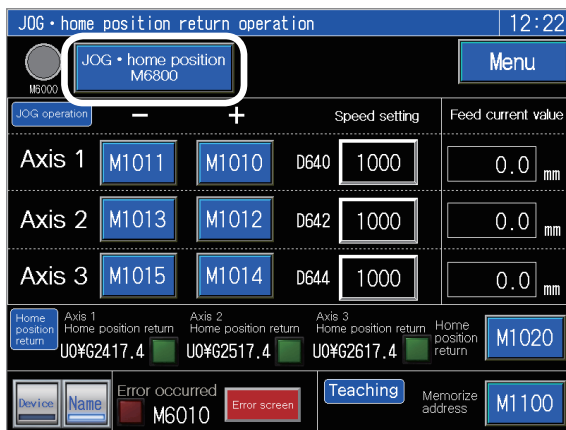 JOG・home position return operation 12:22
JOG・home position
M6800
Menu
M6000
JOG operation − + Speed setting Feed current value
Axis 1 M1011 M1010 D640 1000 0.0 mm
Axis 2 M1013 M1012 D642 1000 0.0 mm
Axis 3 M1015 M1014 D644 1000 0.0 mm
Home position return
Axis 1
Home position return
U0¥G2417.4
Axis 2
Home position return
U0¥G2517.4
Axis 3
Home position return
U0¥G2617.4
Home position return
M1020
Device Name
Error occurred
M6010
Error screen
Teaching
Memorize address
M1100